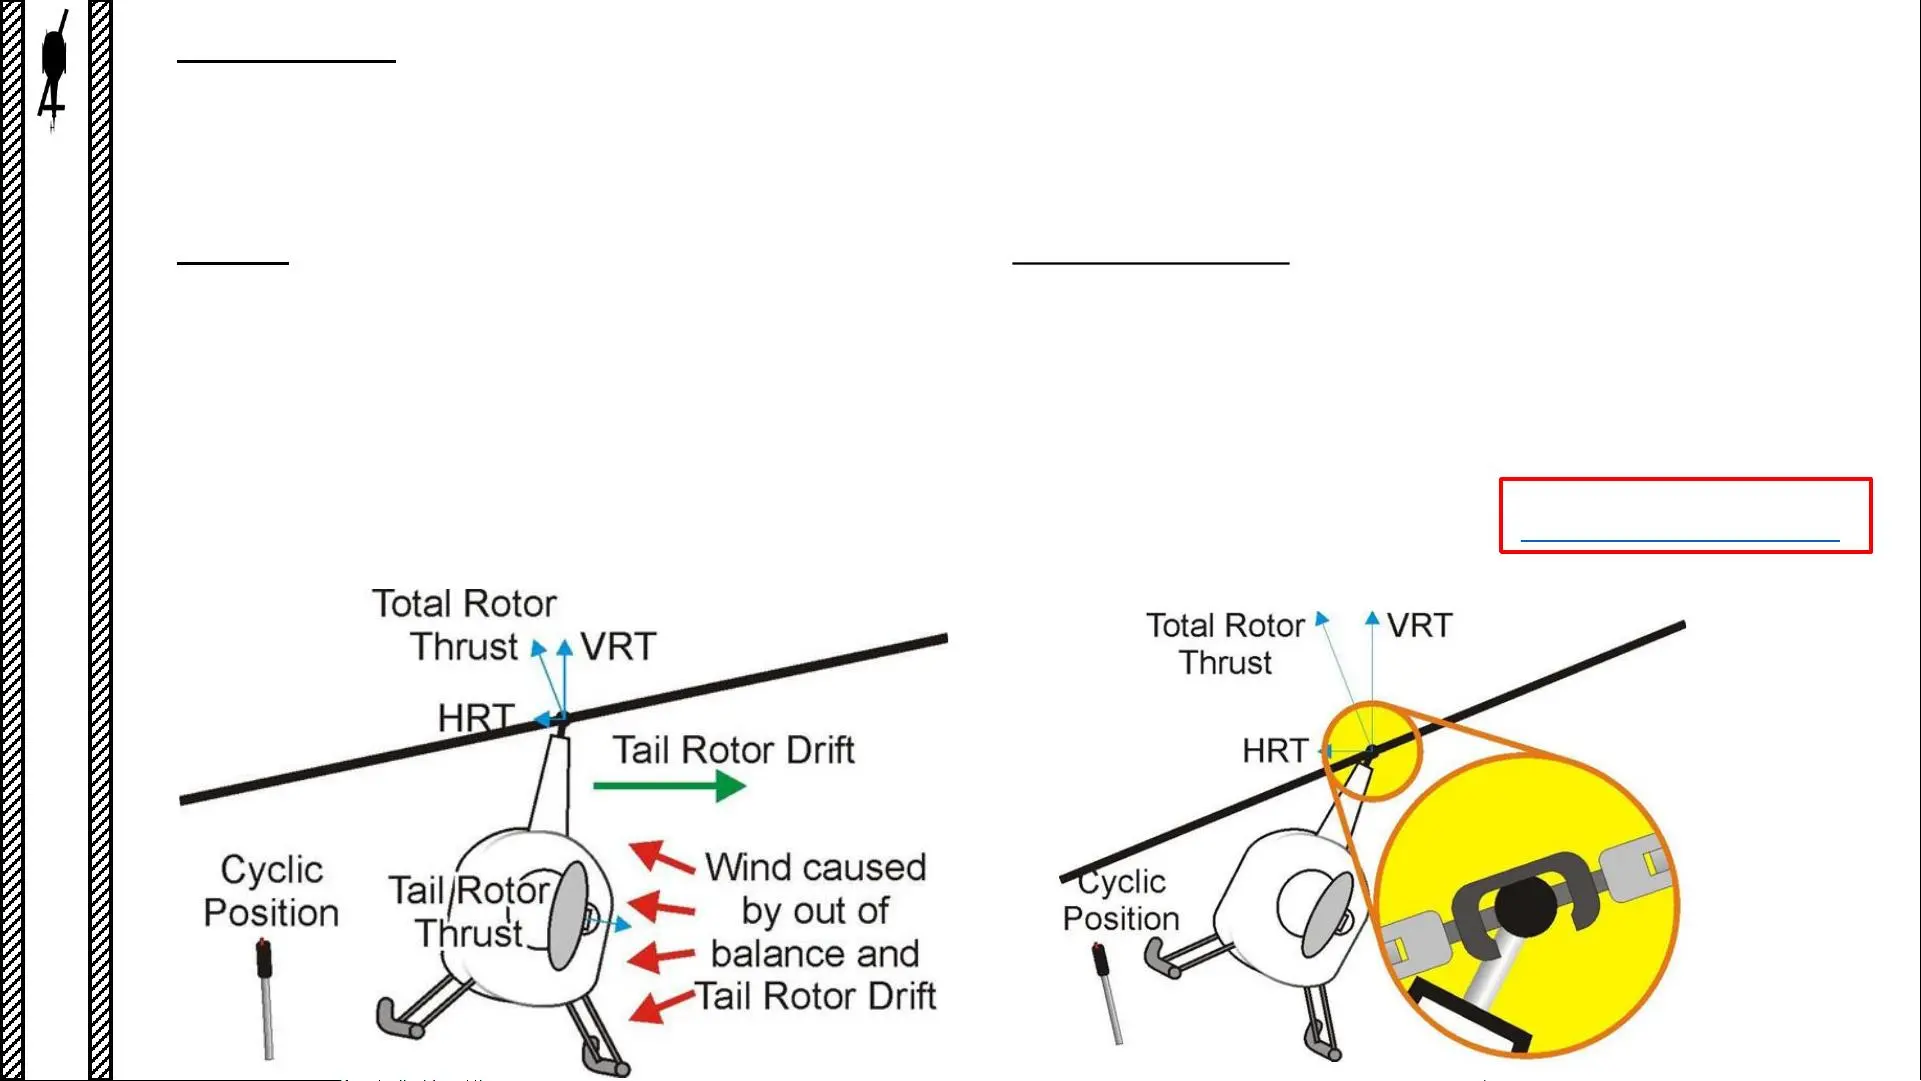 Total Rotor
Thrust
VRT
HRT
Tail Rotor Drift
Cyclic
Position
Tail Rotor
Thrust
Wind caused
by out of
balance and
Tail Rotor Drift
Total Rotor
Thrust
VRT
HRT
Cyclic
Position